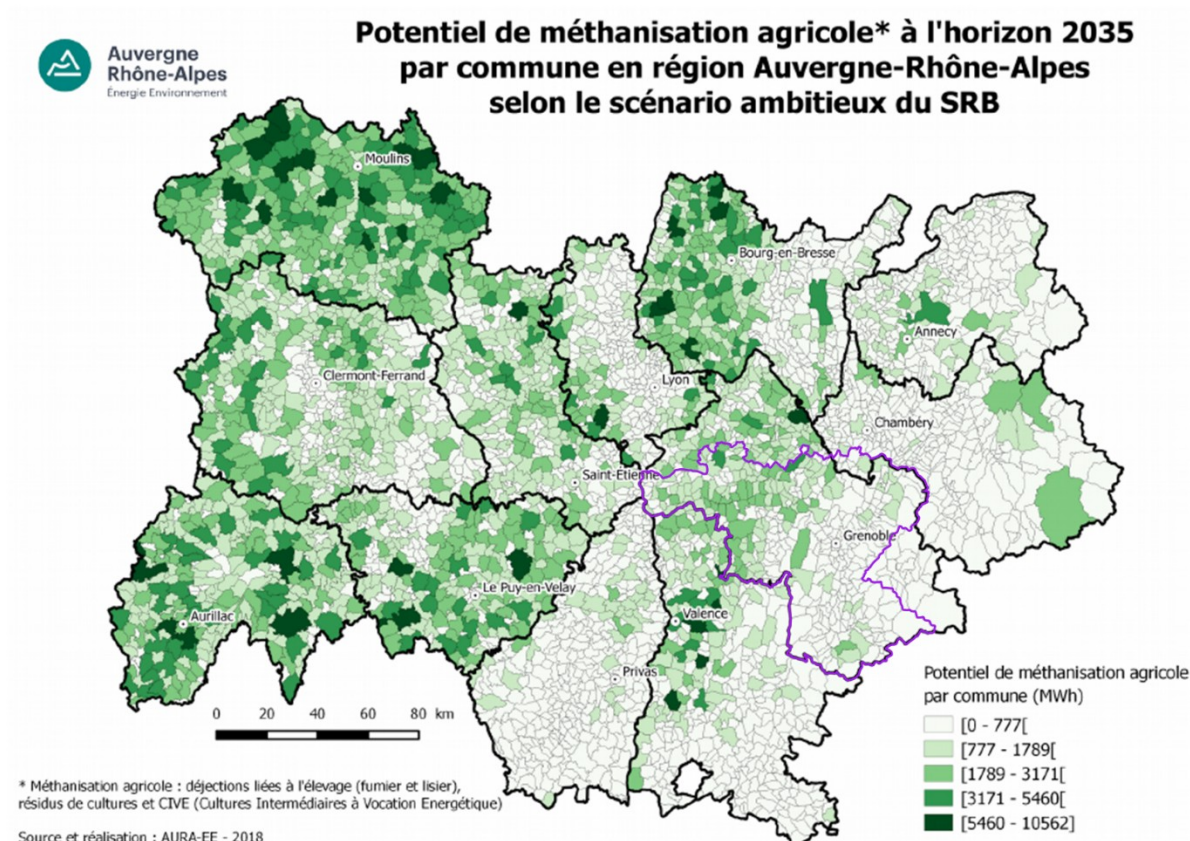 Potentiel de méthanisation agricole* à l'horizon 2035
par commune en région Auvergne-Rhône-Alpes
selon le scénario ambitieux du SRB
Auvergne
Rhône-Alpes
Énergie Environnement
Moulins
Bourg-en-Bresse
Annecy
Clermont-Ferrand
Lyon
Chambéry
Saint-Étienne
Grenoble
Le Puy-en-Velay
Aurillac
Valence
Privas
0 20 40 60 80 km
Potentiel de méthanisation agricole
par commune (MWh)
[0 - 777[
[777 - 1789[
[1789 - 3171[
[3171 - 5460[
[5460 - 10562]
* Méthanisation agricole : déjections liées à l'élevage (fumier et lisier),
résidus de cultures et CIVE (Cultures Intermédiaires à Vocation Energétique)
Source et réalisation : AURA-EE - 2018